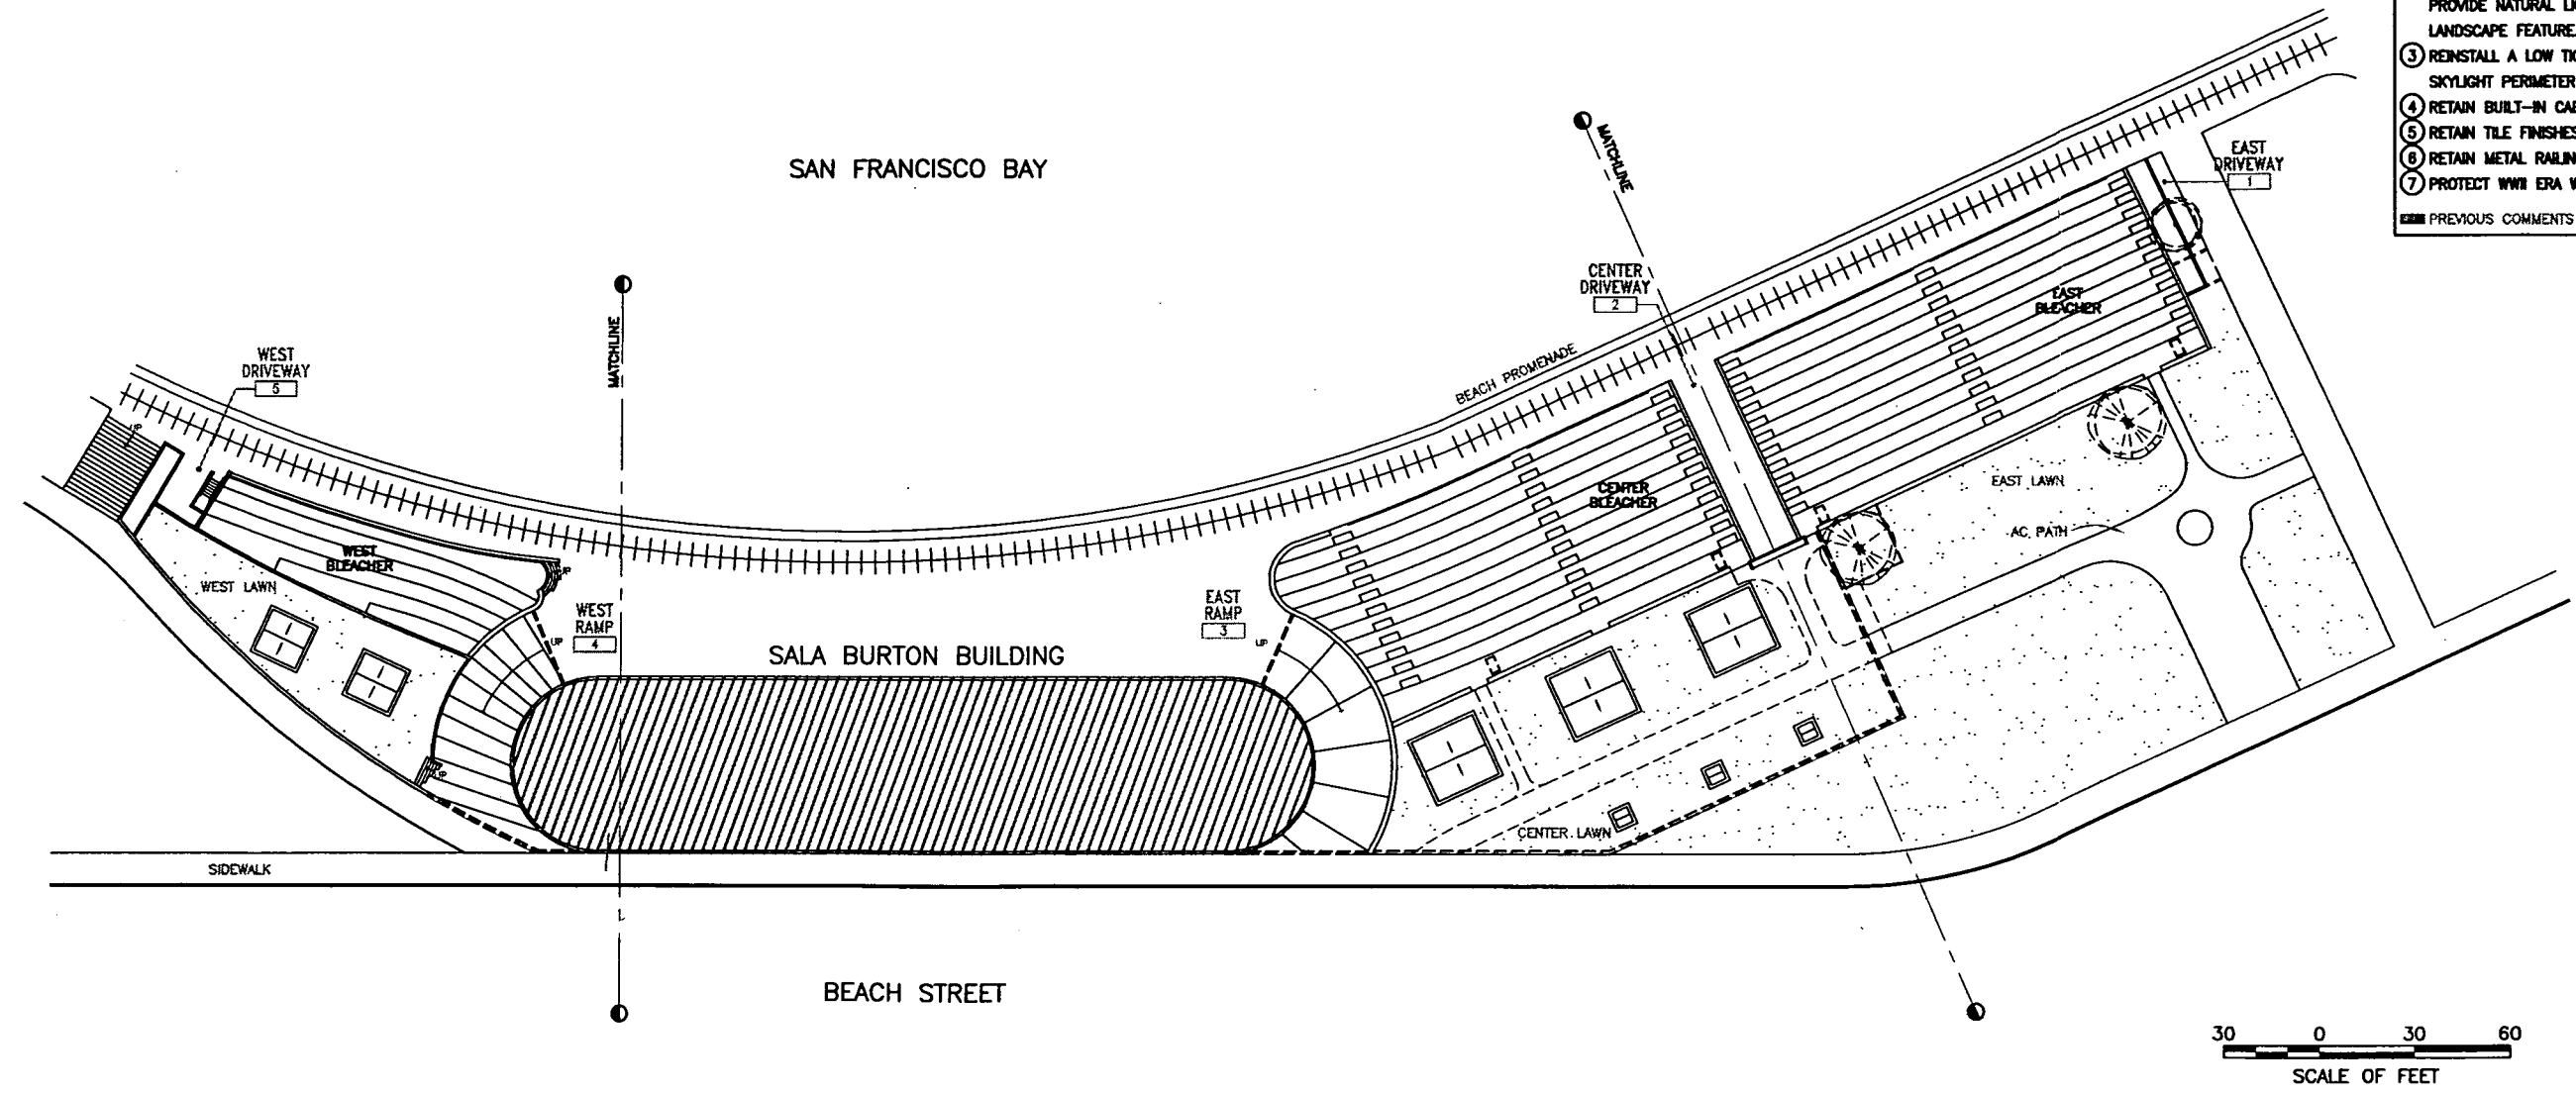 PROVIDE NATURAL
LANDSCAPE FEATURE
3 REINSTALL A LOW
SKYLIGHT PERIMETER
4 RETAIN BUILT-IN
5 RETAIN TILE FINISHES
6 RETAIN METAL
7 PROTECT WWII ERA
PREVIOUS COMMENTS
SAN FRANCISCO BAY
MATCHLINE
EAST
DRIVEWAY
1
CENTER
DRIVEWAY
2
EAST
BLEACHER
MATCHLINE
BEACH PROMENADE
WEST
DRIVEWAY
5
UP
CENTER
BLEACHER
EAST LAWN
AC PATH
WEST
BLEACHER
UP
WEST LAWN
WEST
RAMP
4
UP
EAST
RAMP
3
UP
SALA BURTON BUILDING
UP
CENTER LAWN
SIDEWALK
BEACH STREET
30 0 30 60
SCALE OF FEET